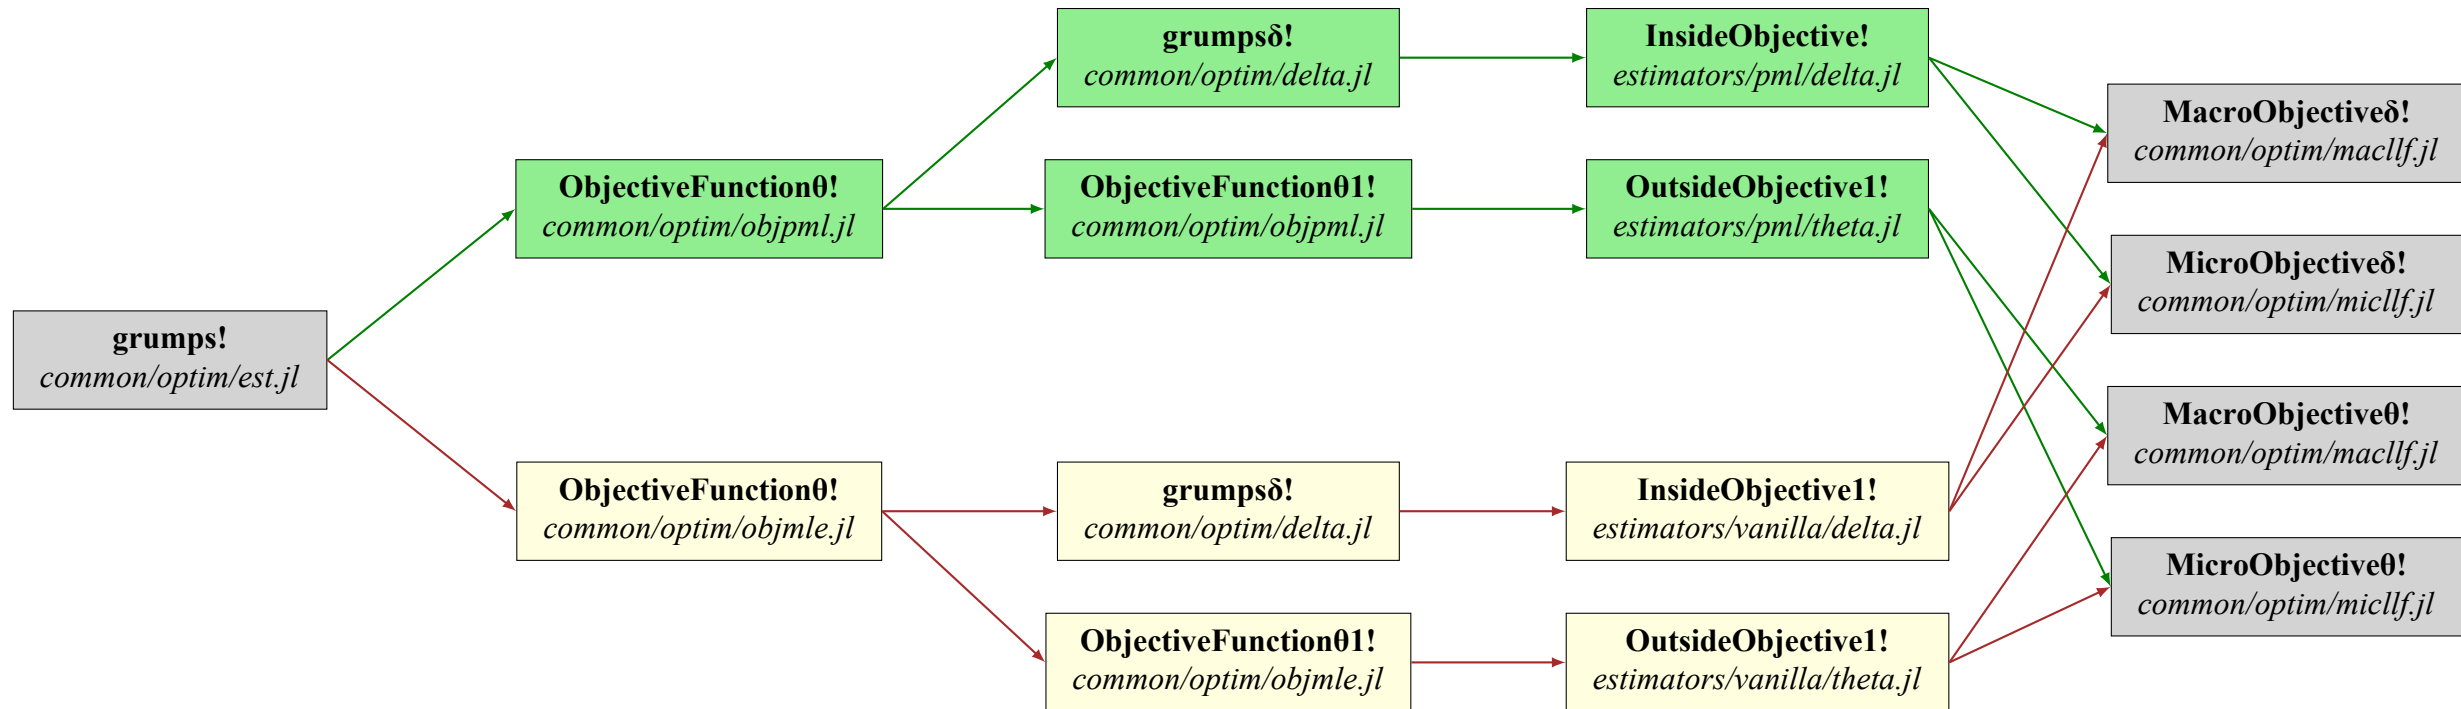 grumps!
common/optim/est.jl
ObjectiveFunctionθ!
common/optim/objpml.jl
ObjectiveFunctionθ!
common/optim/objmle.jl
grumpsδ!
common/optim/delta.jl
ObjectiveFunctionθ1!
common/optim/objpml.jl
grumpsδ!
common/optim/delta.jl
ObjectiveFunctionθ1!
common/optim/objmle.jl
InsideObjective!
estimators/pml/delta.jl
OutsideObjective1!
estimators/pml/theta.jl
InsideObjective1!
estimators/vanilla/delta.jl
OutsideObjective1!
estimators/vanilla/theta.jl
MacroObjectiveδ!
common/optim/macllf.jl
MicroObjectiveδ!
common/optim/micllf.jl
MacroObjectiveθ!
common/optim/macllf.jl
MicroObjectiveθ!
common/optim/micllf.jl